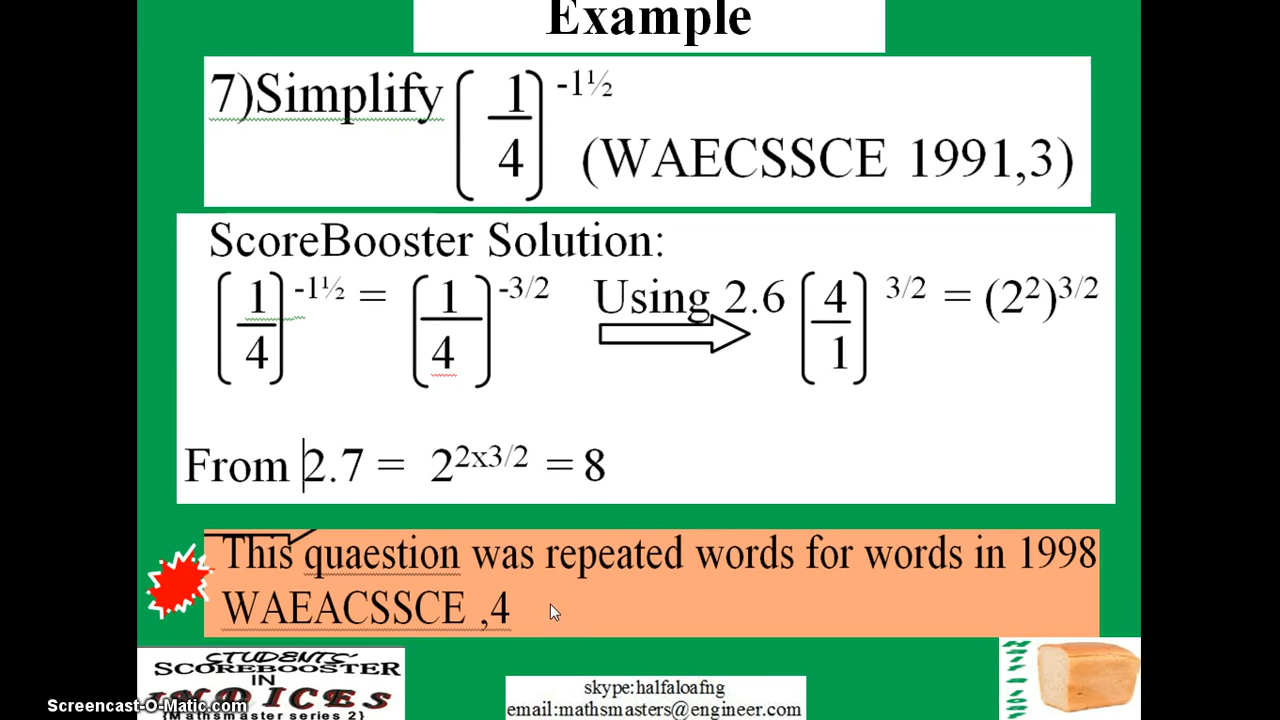 Example
7)Simplify (1/4)^-1½
(WAECSSCE 1991,3)
ScoreBooster Solution:
(1/4)^-1½ = (1/4)^-3/2 Using 2.6 (4/1)^3/2 = (2²)^3/2
From 2.7 = 2^2x3/2 = 8
This quaestion was repeated words for words in 1998
WAEACSSCE ,4
STUDENTS
SCOREBOOSTER
IN
INDICES
{Mathsmaster series 2}
skype:halfaloafng
email:mathsmasters@engineer.com
Screencast-O-Matic.com